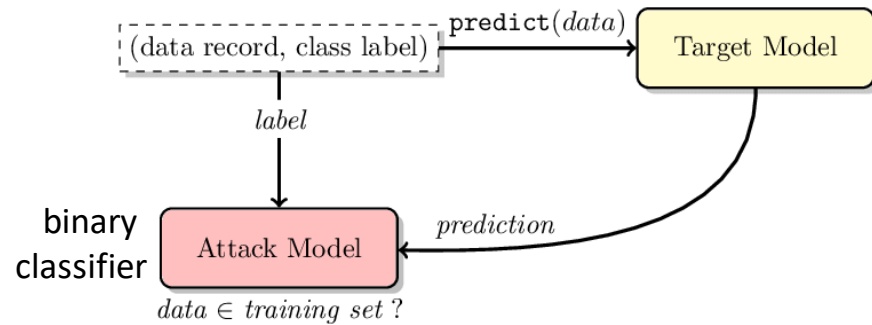 predict(data)
(data record, class label)
Target Model
label
prediction
binary
classifier
Attack Model
data ∈ training set ?